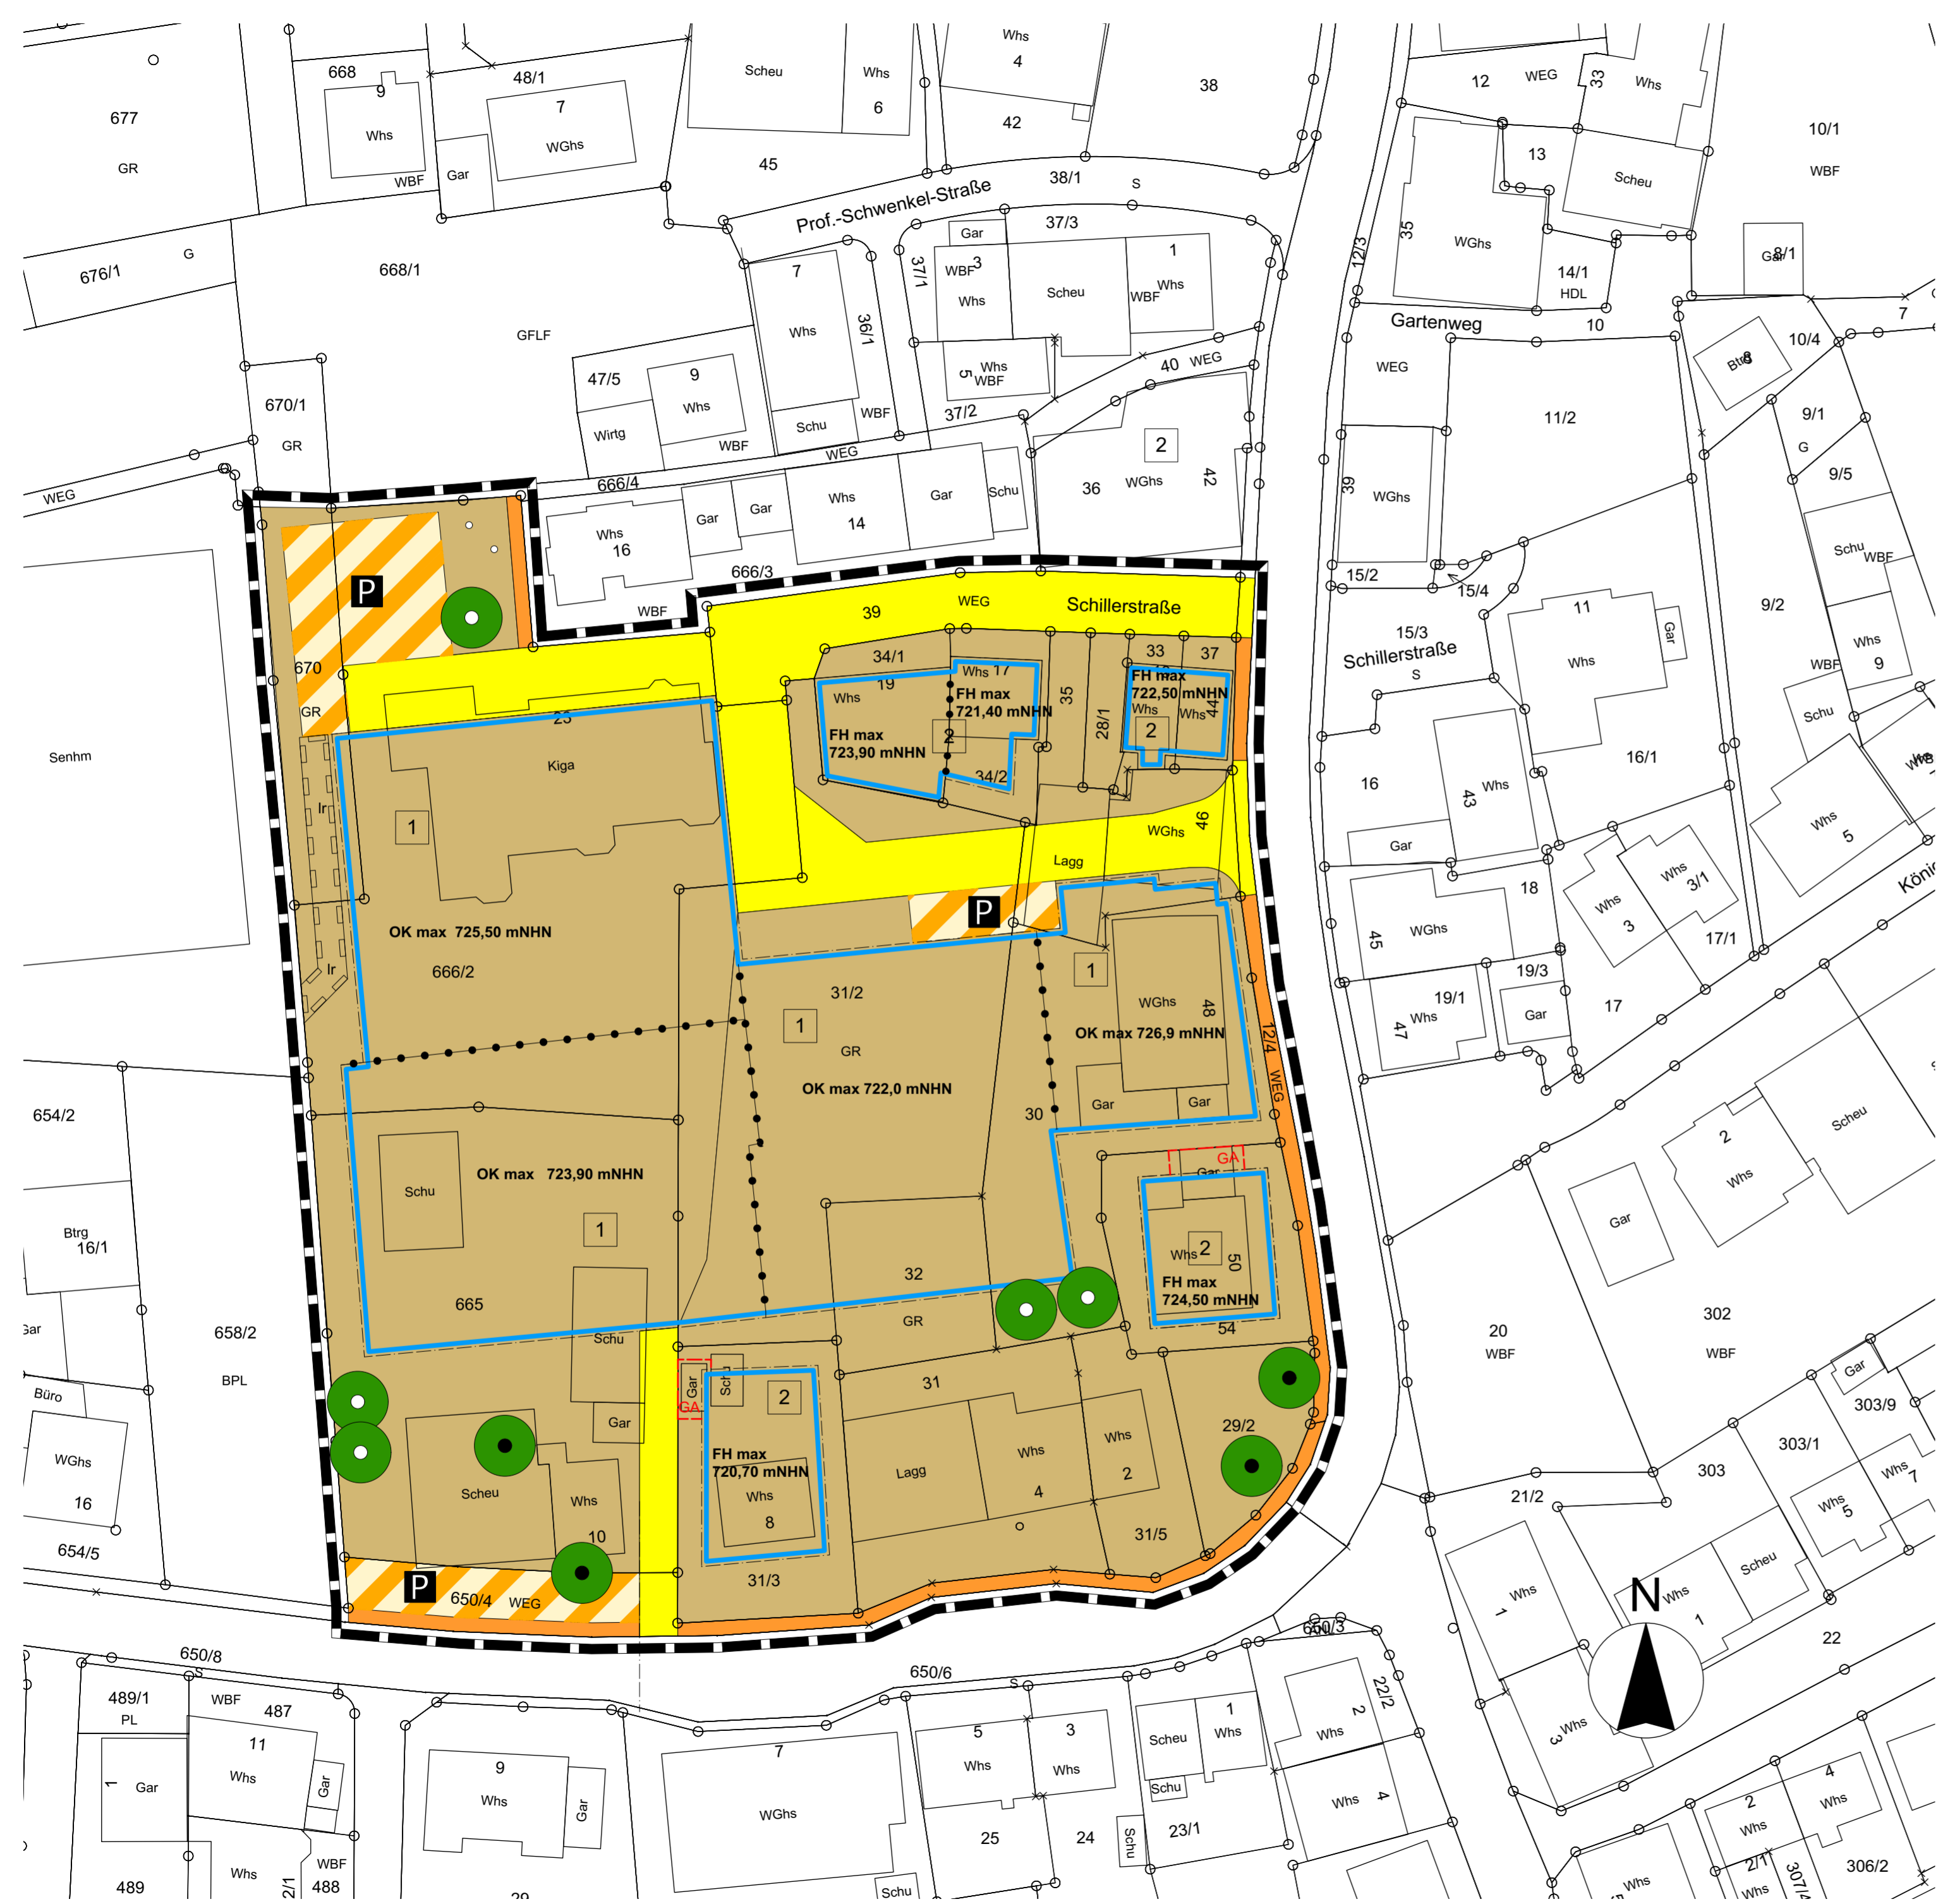 677
GR
668
9
Whs
WBF
48/1
7
WGhs
Gar
Scheu
Whs
6
45
Whs
4
42
38
12
WEG
33
Whs
10/1
WBF
13
Scheu
35
WGhs
14/1
HDL
Gar
8/1
7
676/1
G
668/1
GFLF
Prof.-Schwenkel-Straße
38/1
S
37/3
Gar
WBF
3
Whs
Scheu
1
Whs
WBF
37/1
7
Whs
36/1
Schu
WBF
Whs
WBF
5
40
WEG
37/2
12/3
Gartenweg
10
WEG
11/2
Btrg
8
10/4
9/1
G
9/5
47/5
9
Whs
Wirtg
WBF
670/1
GR
WEG
WEG
666/4
Whs
16
Gar
Gar
Whs
14
Gar
Schu
666/3
WBF
36
WGhs
2
42
39
WGhs
15/2
15/4
15/3
Schillerstraße
S
11
Whs
Gar
16/1
9/2
Schu
WBF
Whs
9
WBF
Schu
Senhm
P
670
GR
39
WEG
Schillerstraße
34/1
19
Whs
Whs
17
FH max
721,40 mNHN
FH max
723,90 mNHN
2
34/2
35
28/1
33
37
FH max
722,50 mNHN
Whs
Whs
44
2
23
Kiga
1
Ir
Ir
OK max 725,50 mNHN
666/2
WGhs
46
Lagg
P
31/2
1
GR
OK max 722,0 mNHN
30
1
WGhs
48
OK max 726,9 mNHN
Gar
Gar
12/4
WEG
16
43
Whs
Gar
18
45
WGhs
19/3
19/1
47
Whs
Gar
17
17/1
Whs
3
Whs
3/1
Whs
5
654/2
Btrg
16/1
658/2
BPL
Büro
WGhs
16
654/5
Schu
OK max 723,90 mNHN
1
665
32
GR
GA
Gar
Whs
2
50
FH max
724,50 mNHN
54
Schu
Gar
Scheu
Whs
10
Gar
GA
2
FH max
720,70 mNHN
Whs
8
31/3
31
Lagg
Whs
4
Whs
2
31/5
29/2
P
650/4
WEG
20
WBF
302
WBF
2
Whs
Scheu
Gar
303
303/1
303/9
Gar
Whs
5
Whs
7
21/2
Whs
1
Whs
1
Scheu
N
22
Whs
3
650/8
S
650/6
S
650/3
489/1
PL
WBF
487
11
Whs
Gar
1
Gar
489
Whs
2/1
WBF
488
9
Whs
Gar
7
WGhs
Schu
5
Whs
3
Whs
25
24
Scheu
1
Whs
Schu
Schu
23/1
2
Whs
22/2
Whs
4
2
Whs
4
Whs
2/1
306/2
Whs
Whs